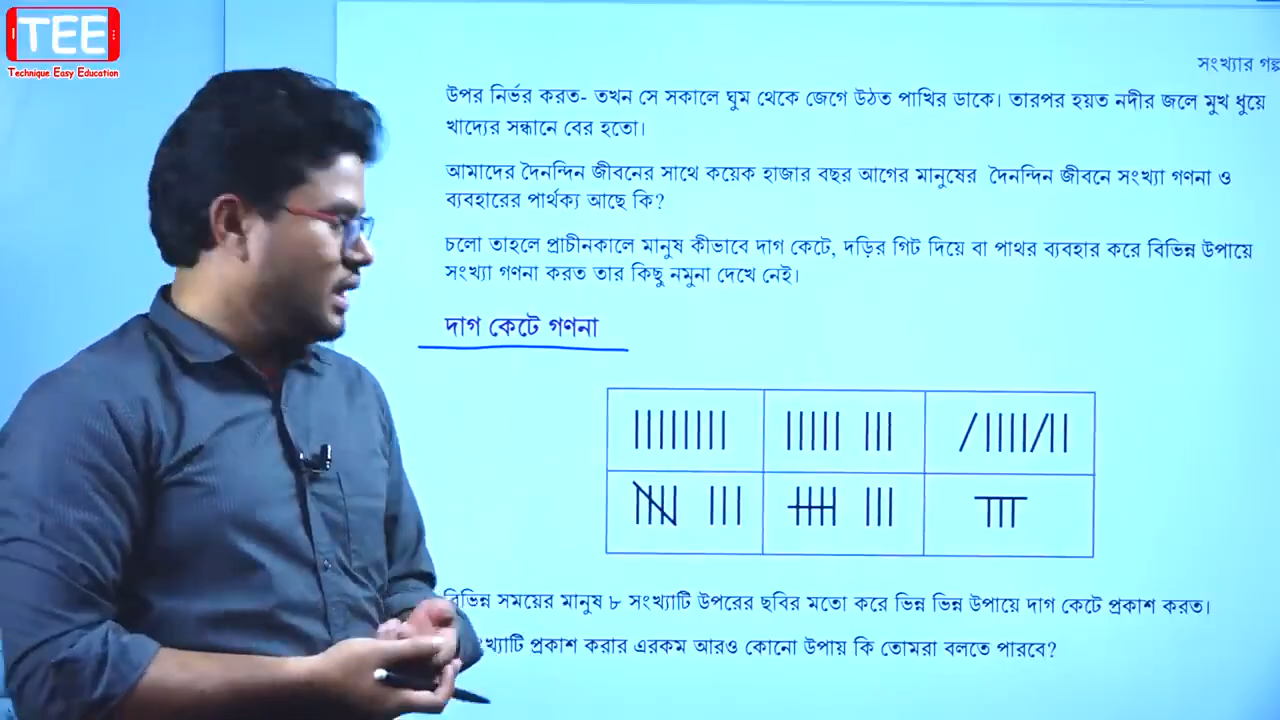 TEE
Technique Easy Education
সংখ্যার গল্প
উপর নির্ভর করত- তখন সে সকালে ঘুম থেকে জেগে উঠত পাখির ডাকে। তারপর হয়ত নদীর জলে মুখ ধুয়ে
খাদ্যের সন্ধানে বের হতো।
আমাদের দৈনন্দিন জীবনের সাথে কয়েক হাজার বছর আগের মানুষের দৈনন্দিন জীবনে সংখ্যা গণনা ও
ব্যবহারের পার্থক্য আছে কি?
চলো তাহলে প্রাচীনকালে মানুষ কীভাবে দাগ কেটে, দড়ির গিট দিয়ে বা পাথর ব্যবহার করে বিভিন্ন উপায়ে
সংখ্যা গণনা করত তার কিছু নমুনা দেখে নেই।
দাগ কেটে গণনা
বিভিন্ন সময়ের মানুষ ৮ সংখ্যাটি উপরের ছবির মতো করে ভিন্ন ভিন্ন উপায়ে দাগ কেটে প্রকাশ করত।
প্রকাশ করার এরকম আরও কোনো উপায় কি তোমরা বলতে পারবে?